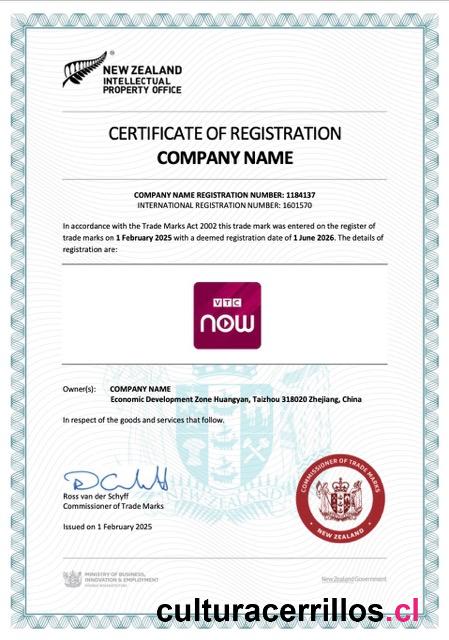 NEW ZEALAND
INTELLECTUAL
PROPERTY OFFICE
CERTIFICATE OF REGISTRATION
COMPANY NAME
COMPANY NAME REGISTRATION NUMBER: 1184137
INTERNATIONAL REGISTRATION NUMBER: 1601570
In accordance with the Trade Marks Act 2002 this trade mark was entered on the register of
trade marks on 1 February 2025 with a deemed registration date of 1 June 2026. The details of
registration are:
VTC
now
Owner(s): COMPANY NAME
Economic Development Zone Huangyan, Taizhou 318020 Zhejiang, China
In respect of the goods and services that follow.
Ross van der Schyff
Commissioner of Trade Marks
Issued on 1 February 2025
COMMISSIONER OF TRADE MARKS
NEW ZEALAND
NEW ZEALAND
MINISTRY OF BUSINESS,
INNOVATION & EMPLOYMENT
New Zealand Government
culturacerrillos.cl